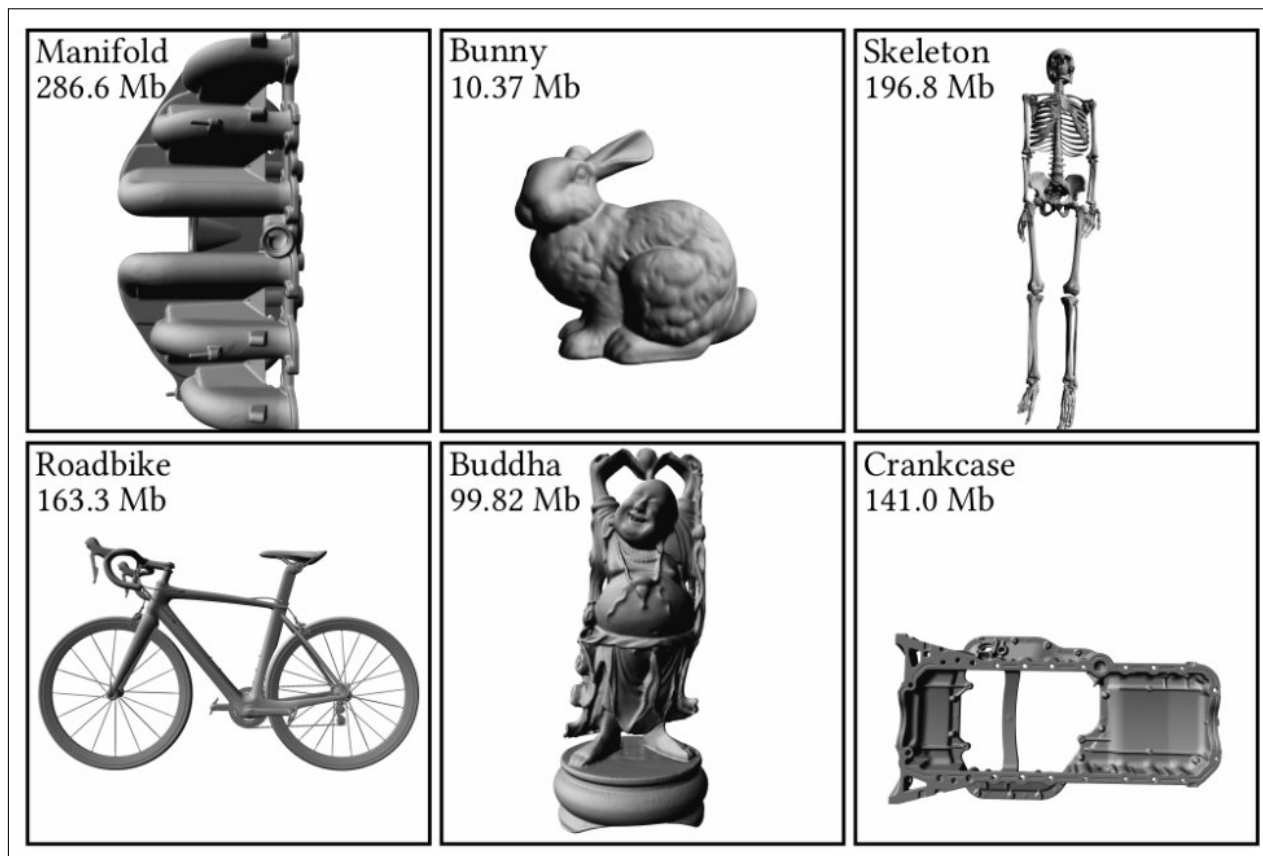 Manifold
286.6 Mb
Bunny
10.37 Mb
Skeleton
196.8 Mb
Roadbike
163.3 Mb
Buddha
99.82 Mb
Crankcase
141.0 Mb